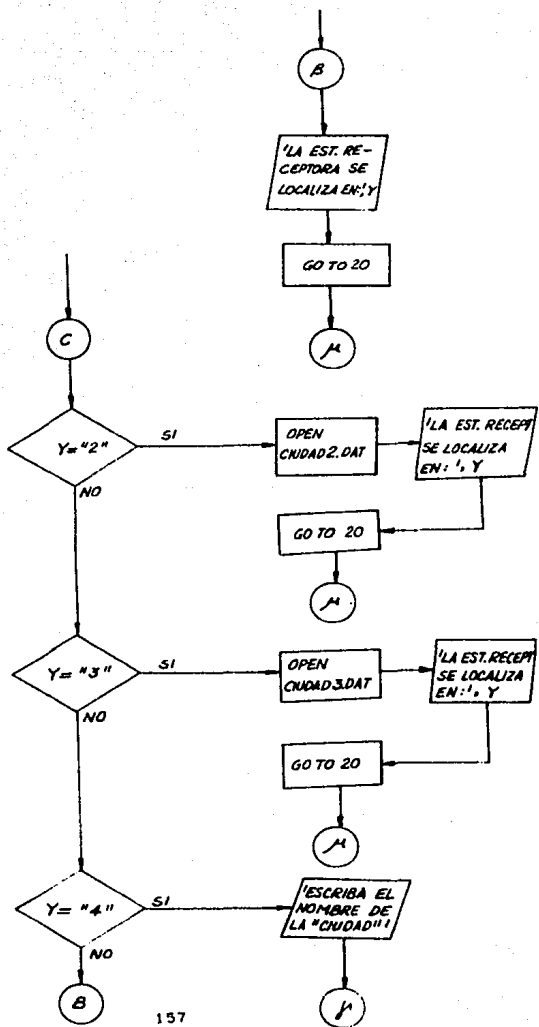 β
'LA EST. RE-
CEPTORA SE
LOCALIZA EN:', Y
GO TO 20
μ
C
Y= "2"
SI
NO
OPEN
CIUDAD2.DAT
'LA EST. RECEPT
SE LOCALIZA
EN: ', Y
GO TO 20
μ
Y= "3"
SI
NO
OPEN
CIUDAD3.DAT
'LA EST. RECEPT
SE LOCALIZA
EN: ', Y
GO TO 20
μ
Y= "4"
SI
NO
'ESCRIBA EL
NOMBRE DE
LA "CIUDAD"'
B
γ
157